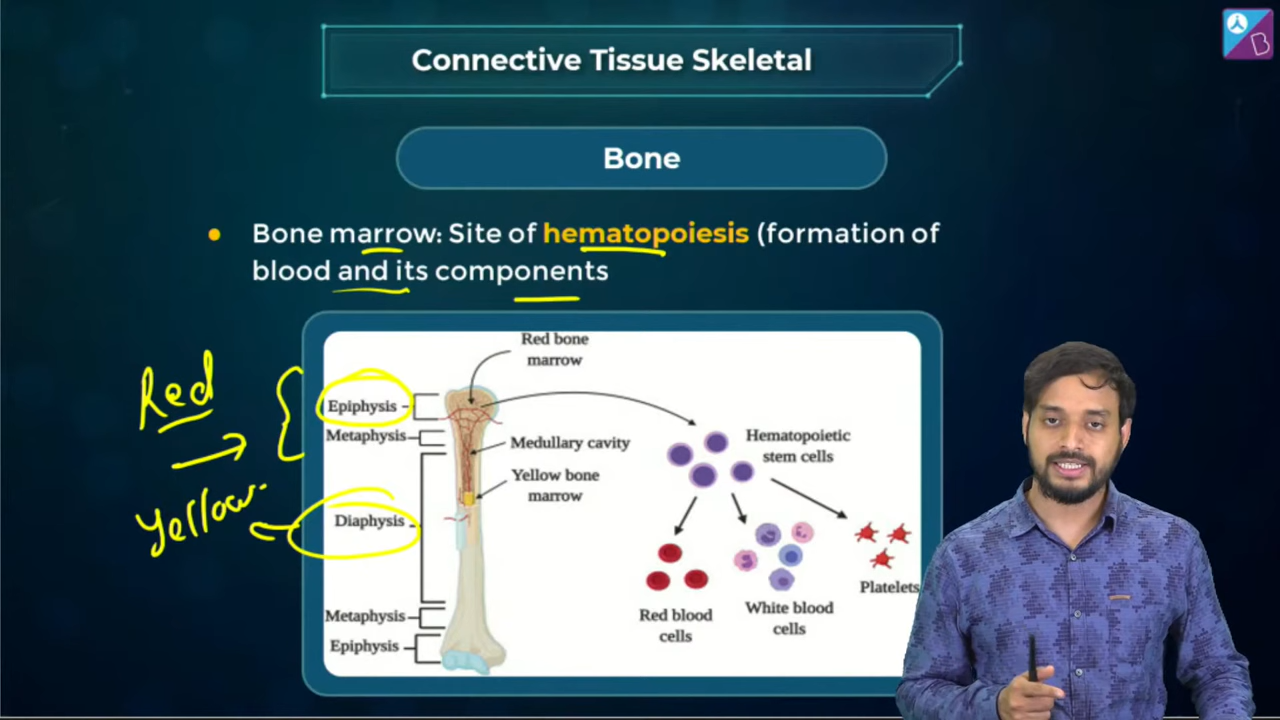 Connective Tissue Skeletal
Bone
Bone marrow: Site of hematopoiesis (formation of
blood and its components
Red
Yellow
Red bone
marrow
Epiphysis
Metaphysis
Medullary cavity
Yellow bone
marrow
Diaphysis
Metaphysis
Epiphysis
Hematopoietic
stem cells
Red blood
cells
White blood
cells
Platelets
B